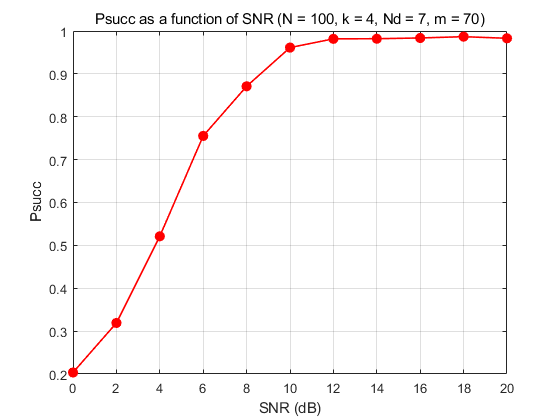 Psucc as a function of SNR (N = 100, k = 4, Nd = 7, m = 70)
1
0.9
0.8
0.7
0.6
0.5
0.4
0.3
0.2
Psucc
0 2 4 6 8 10 12 14 16 18 20
SNR (dB)